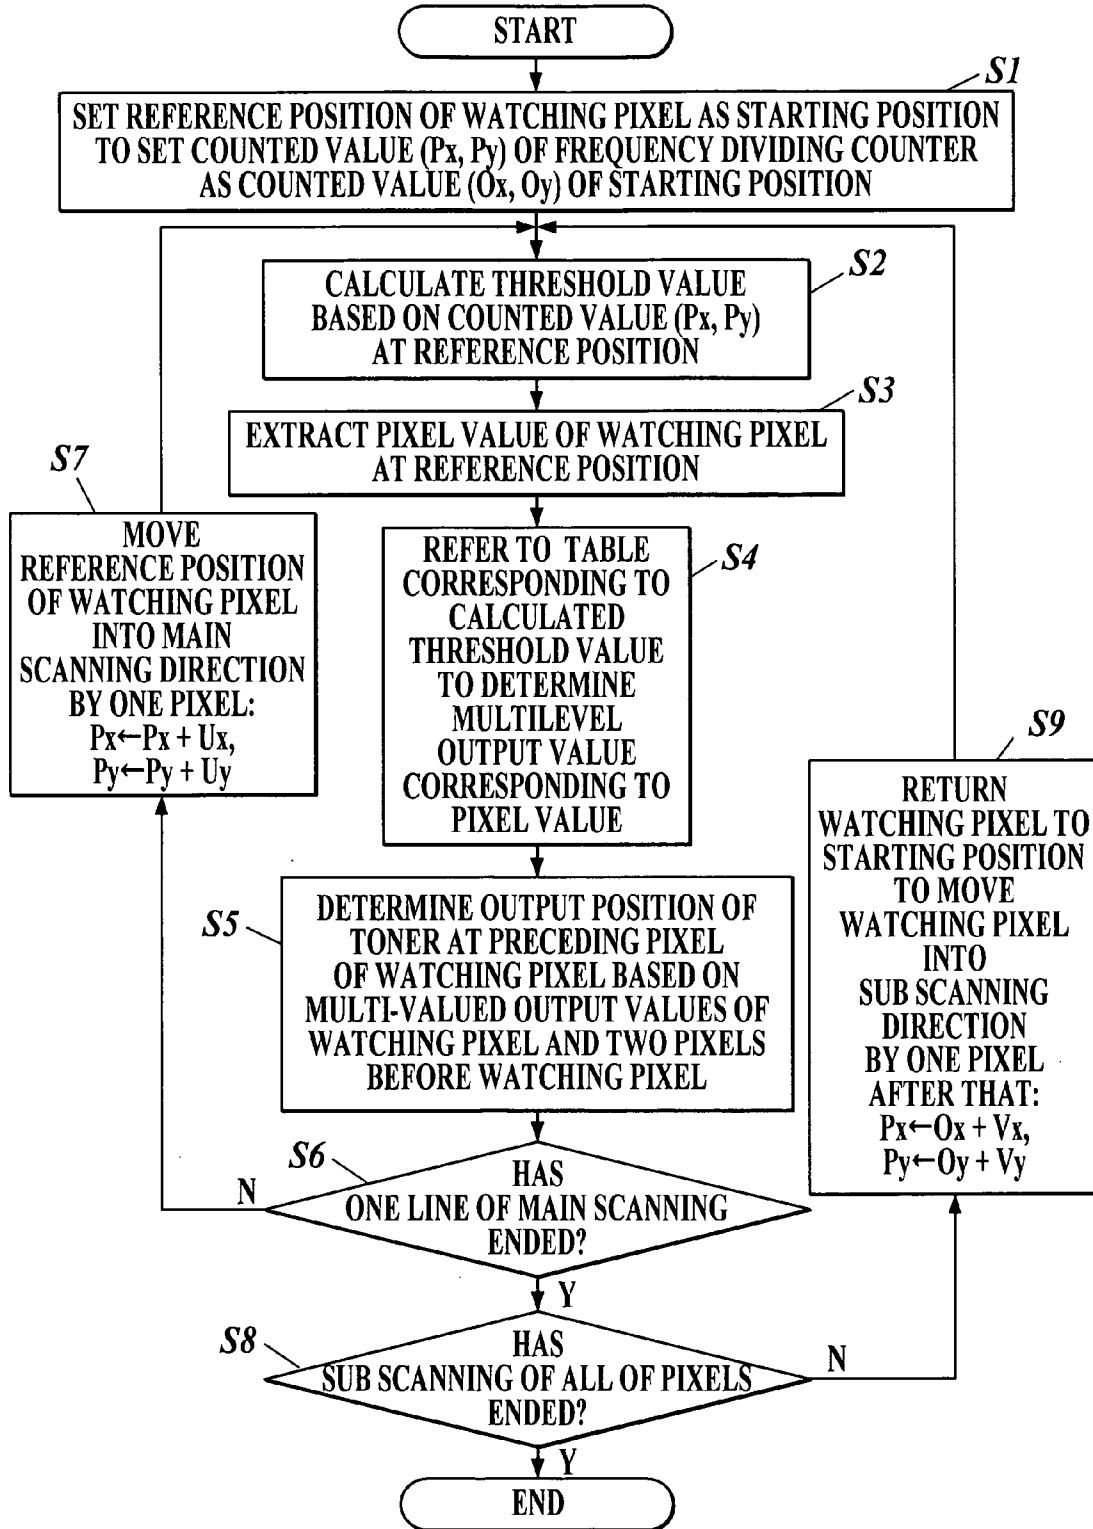 START
S1
SET REFERENCE POSITION OF WATCHING PIXEL AS STARTING POSITION
TO SET COUNTED VALUE (Px, Py) OF FREQUENCY DIVIDING COUNTER
AS COUNTED VALUE (Ox, Oy) OF STARTING POSITION
S2
CALCULATE THRESHOLD VALUE
BASED ON COUNTED VALUE (Px, Py)
AT REFERENCE POSITION
S3
EXTRACT PIXEL VALUE OF WATCHING PIXEL
AT REFERENCE POSITION
S4
REFER TO TABLE
CORRESPONDING TO
CALCULATED
THRESHOLD VALUE
TO DETERMINE
MULTILEVEL
OUTPUT VALUE
CORRESPONDING TO
PIXEL VALUE
S5
DETERMINE OUTPUT POSITION OF
TONER AT PRECEDING PIXEL
OF WATCHING PIXEL BASED ON
MULTI-VALUED OUTPUT VALUES OF
WATCHING PIXEL AND TWO PIXELS
BEFORE WATCHING PIXEL
S6
HAS
ONE LINE OF MAIN SCANNING
ENDED?
N
Y
S7
MOVE
REFERENCE POSITION
OF WATCHING PIXEL
INTO MAIN
SCANNING DIRECTION
BY ONE PIXEL:
Px←Px + Ux,
Py←Py + Uy
S8
HAS
SUB SCANNING OF ALL OF PIXELS
ENDED?
N
Y
S9
RETURN
WATCHING PIXEL TO
STARTING POSITION
TO MOVE
WATCHING PIXEL
INTO
SUB SCANNING
DIRECTION
BY ONE PIXEL
AFTER THAT:
Px←Ox + Vx,
Py←Oy + Vy
END